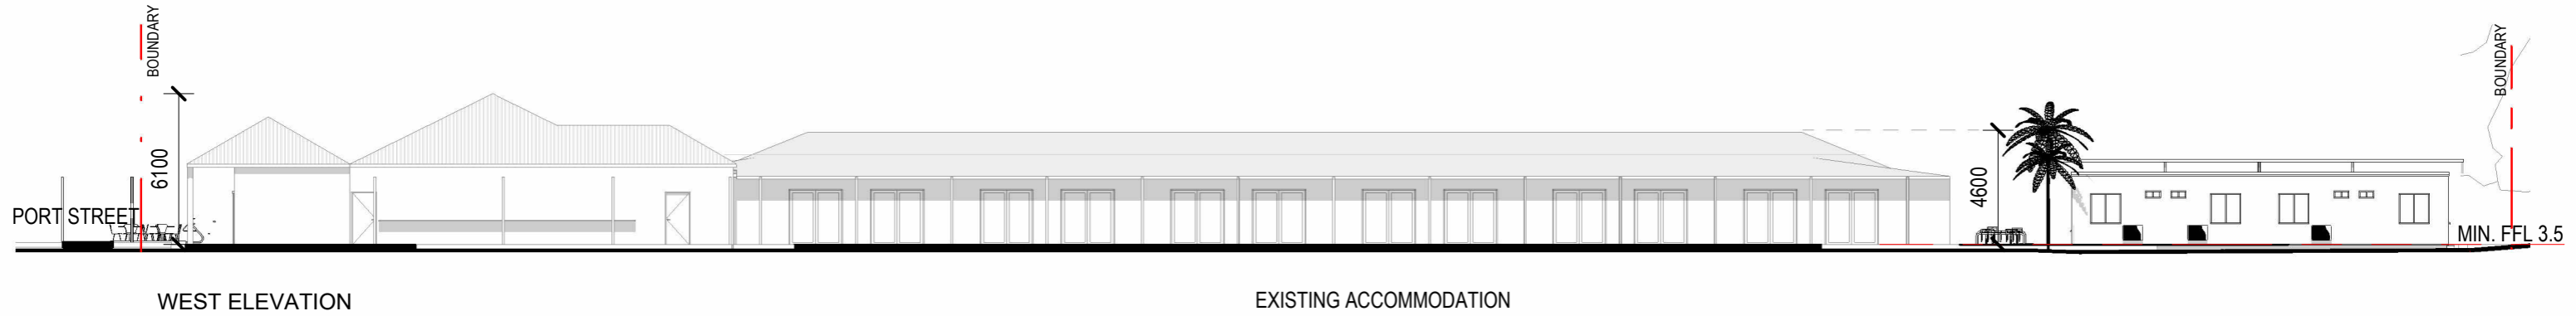 BOUNDARY
6100
PORT STREET
4600
BOUNDARY
MIN. FFL 3.5
WEST ELEVATION
EXISTING ACCOMMODATION